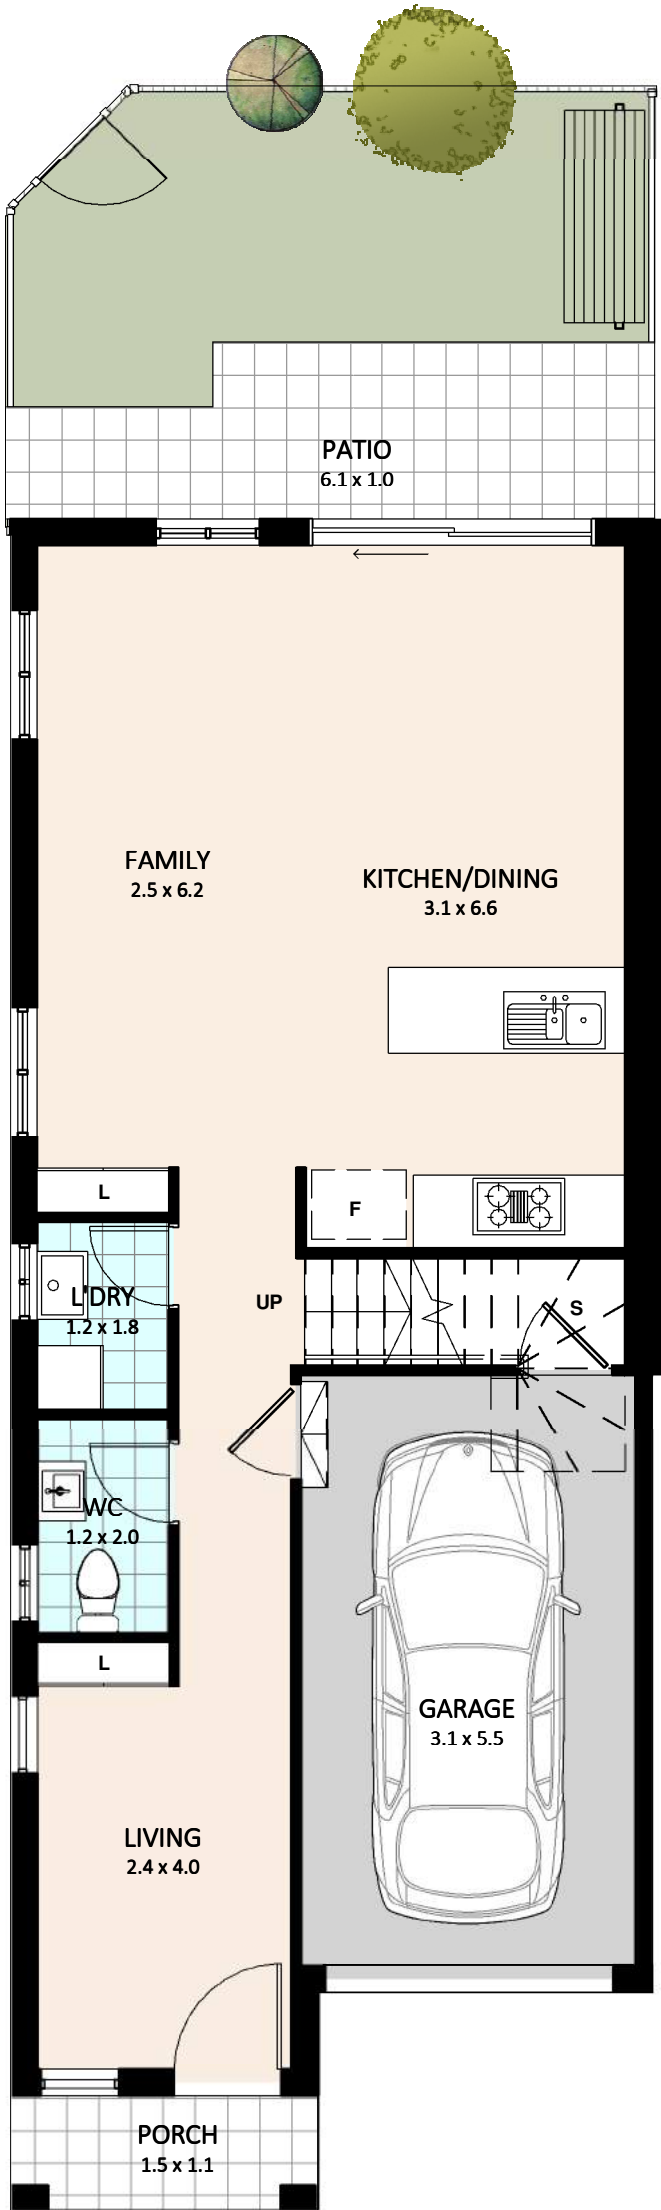 PATIO
6.1 x 1.0
FAMILY
2.5 x 6.2
KITCHEN/DINING
3.1 x 6.6
L
F
L'DRY
1.2 x 1.8
UP
S
WC
1.2 x 2.0
L
GARAGE
3.1 x 5.5
LIVING
2.4 x 4.0
PORCH
1.5 x 1.1